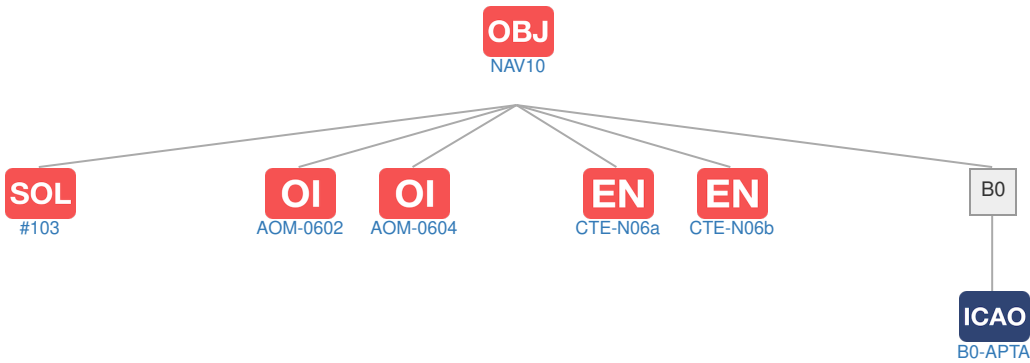 OBJ
NAV10
SOL
#103
OI
AOM-0602
OI
AOM-0604
EN
CTE-N06a
EN
CTE-N06b
B0
ICAO
B0-APTA